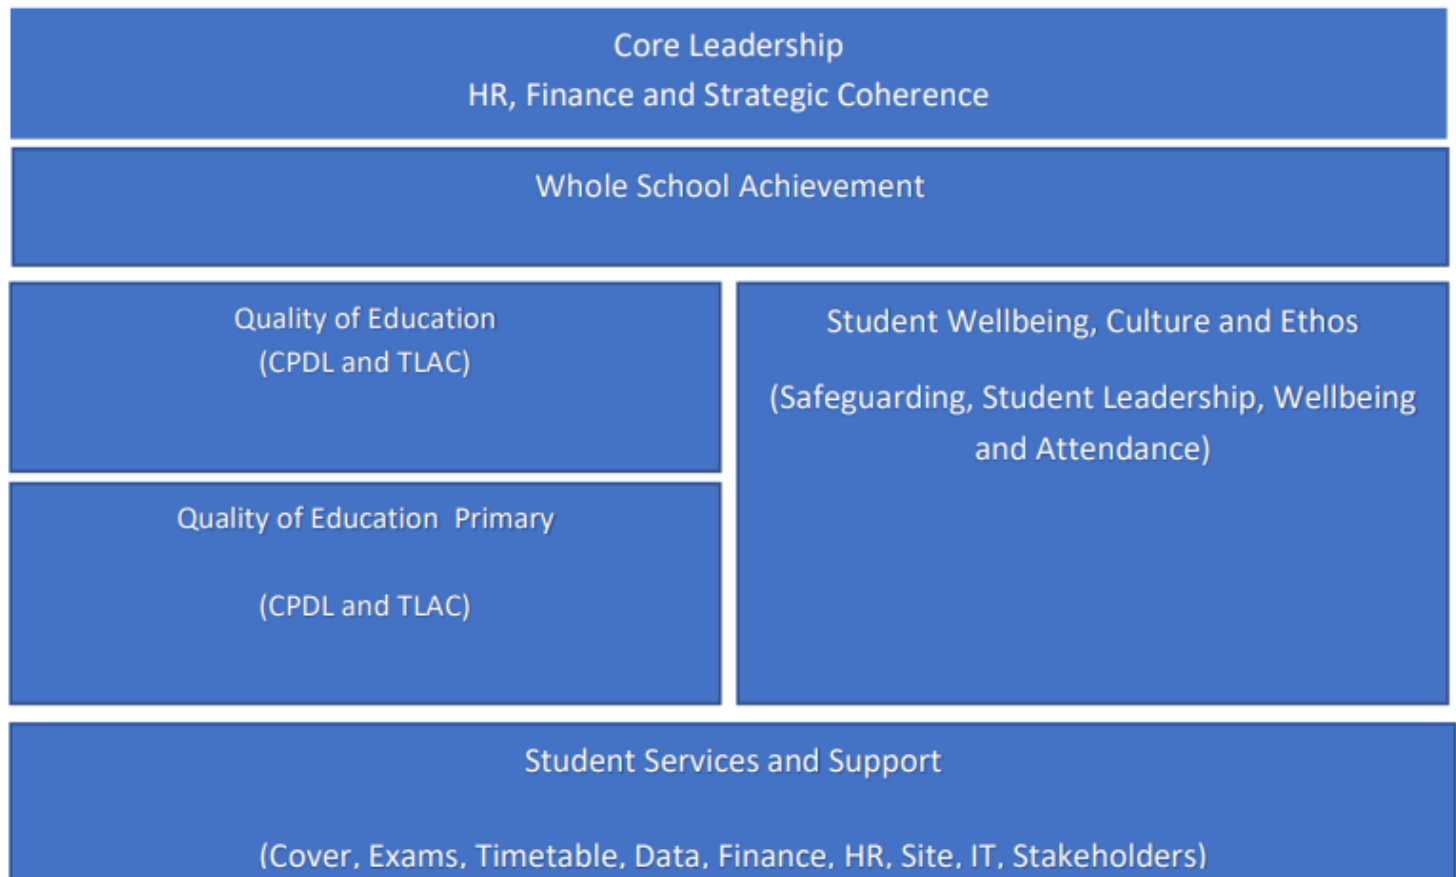 Core Leadership
HR, Finance and Strategic Coherence
Whole School Achievement
Quality of Education
(CPDL and TLAC)
Quality of Education  Primary
(CPDL and TLAC)
Student Wellbeing, Culture and Ethos
(Safeguarding, Student Leadership, Wellbeing
and Attendance)
Student Services and Support
(Cover, Exams, Timetable, Data, Finance, HR, Site, IT, Stakeholders)